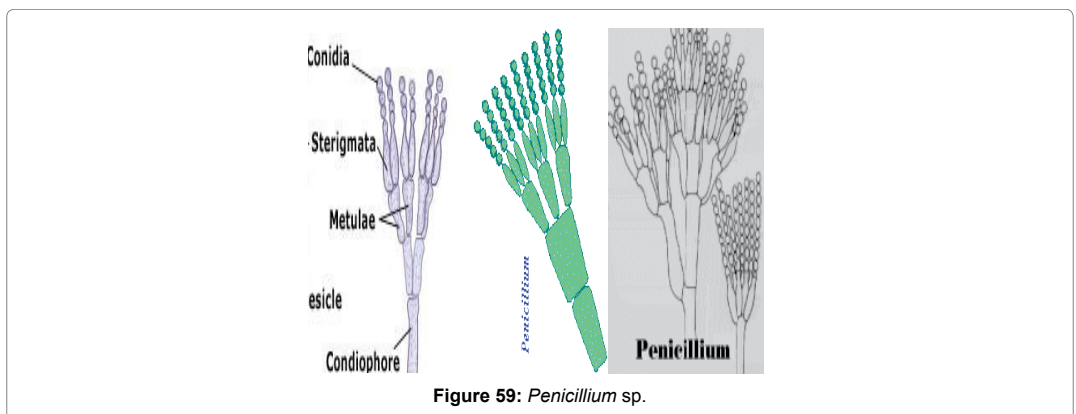 Conidia
Sterigmata
Metulae
esicle
Condiophore
Penicillium
Penicillium
Figure 59: Penicillium sp.